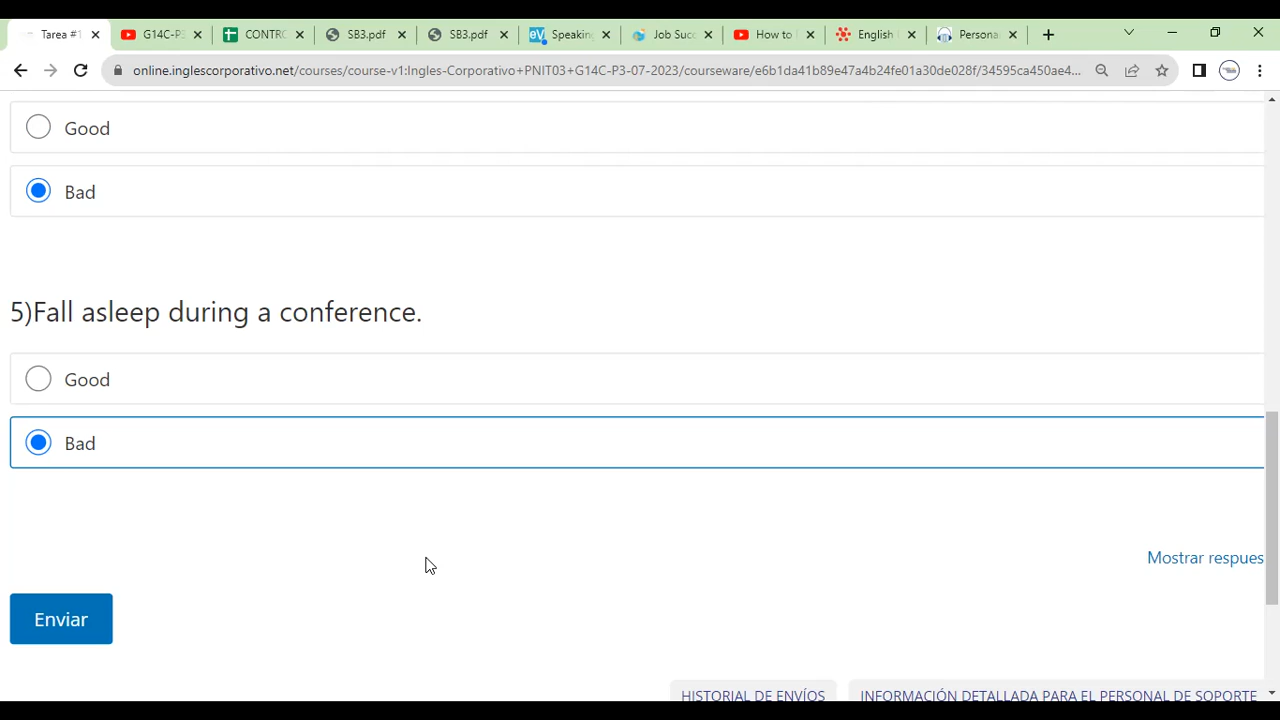 Tarea #1
G14C-P3
CONTRO
SB3.pdf
SB3.pdf
Speaking
Job Succ
How to
English
Persona
online.inglescorporativo.net/courses/course-v1:Ingles-Corporativo+PNIT03+G14C-P3-07-2023/courseware/e6b1da41b89e47a4b24fe01a30de028f/34595ca450ae4...
Good
Bad
5)Fall asleep during a conference.
Good
Bad
Mostrar respues
Enviar
HISTORIAL DE ENVÍOS
INFORMACIÓN DETALLADA PARA EL PERSONAL DE SOPORTE